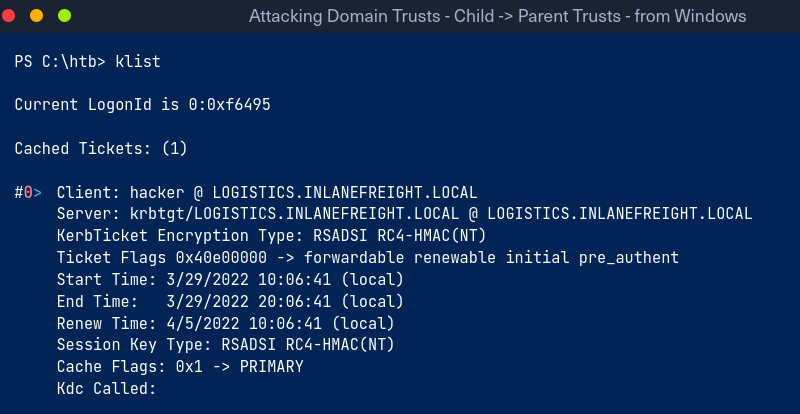 Attacking Domain Trusts - Child -> Parent Trusts - from Windows
PS C:\htb> klist
Current LogonId is 0:0xf6495
Cached Tickets: (1)
#0> Client: hacker @ LOGISTICS.INLANEFREIGHT.LOCAL
Server: krbtgt/LOGISTICS.INLANEFREIGHT.LOCAL @ LOGISTICS.INLANEFREIGHT.LOCAL
KerbTicket Encryption Type: RSADSI RC4-HMAC(NT)
Ticket Flags 0x40e00000 -> forwardable renewable initial pre_authent
Start Time: 3/29/2022 10:06:41 (local)
End Time:   3/29/2022 20:06:41 (local)
Renew Time: 4/5/2022 10:06:41 (local)
Session Key Type: RSADSI RC4-HMAC(NT)
Cache Flags: 0x1 -> PRIMARY
Kdc Called: